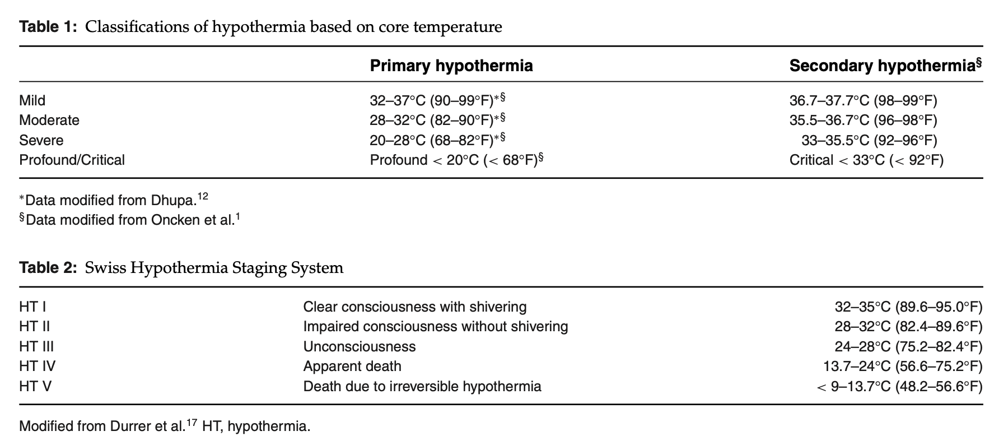 Table 1: Classifications of hypothermia based on core temperature
Primary hypothermia Secondary hypothermia§
Mild 32–37°C (90–99°F)*§ 36.7–37.7°C (98–99°F)
Moderate 28–32°C (82–90°F)*§ 35.5–36.7°C (96–98°F)
Severe 20–28°C (68–82°F)*§ 33–35.5°C (92–96°F)
Profound/Critical Profound < 20°C (< 68°F)§ Critical < 33°C (< 92°F)
*Data modified from Dhupa.12
§Data modified from Oncken et al.1
Table 2: Swiss Hypothermia Staging System
HT I Clear consciousness with shivering 32–35°C (89.6–95.0°F)
HT II Impaired consciousness without shivering 28–32°C (82.4–89.6°F)
HT III Unconsciousness 24–28°C (75.2–82.4°F)
HT IV Apparent death 13.7–24°C (56.6–75.2°F)
HT V Death due to irreversible hypothermia < 9–13.7°C (48.2–56.6°F)
Modified from Durrer et al.17 HT, hypothermia.